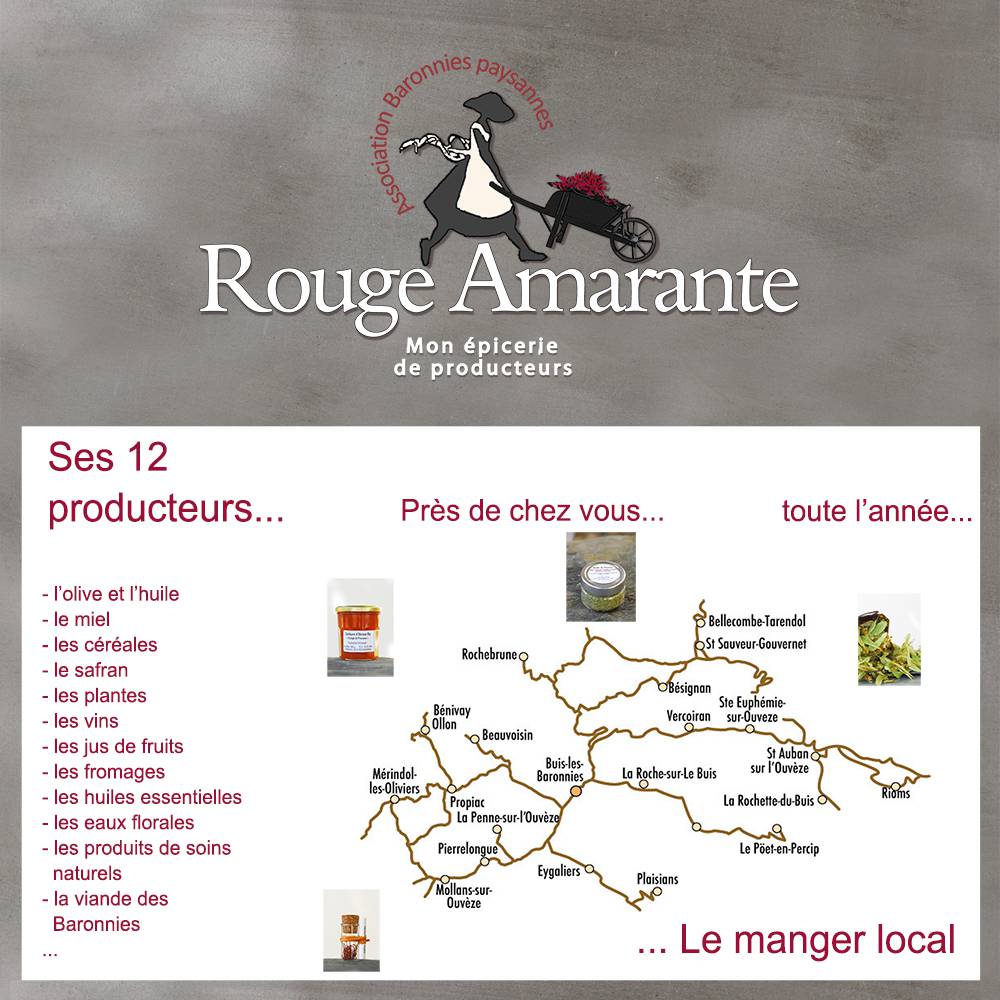 Association Baronnies paysannes
Rouge Amarante
Mon épicerie
de producteurs
Ses 12
producteurs...
Près de chez vous...
toute l'année...
- l'olive et l'huile
- le miel
- les céréales
- le safran
- les plantes
- les vins
- les jus de fruits
- les fromages
- les huiles essentielles
- les eaux florales
- les produits de soins
naturels
- la viande des
Baronnies
...
Bellecombe-Tarendol
St Sauveur-Gouvernet
Rochebrune
Bésignan
Ste Euphémie-
sur-Ouveze
Vercoiran
Bénivay
Ollon
Beauvoisin
St Auban
sur l'Ouvèze
Buis-les-
Baronnies
La Roche-sur-Le Buis
Mérindol-
les-Oliviers
Rioms
La Rochette-du-Buis
Propiac
La Penne-sur-l'Ouvèze
Pierrelongue
Le Pöet-en-Percip
Eygaliers
Plaisians
Mollans-sur-
Ouvèze
... Le manger local